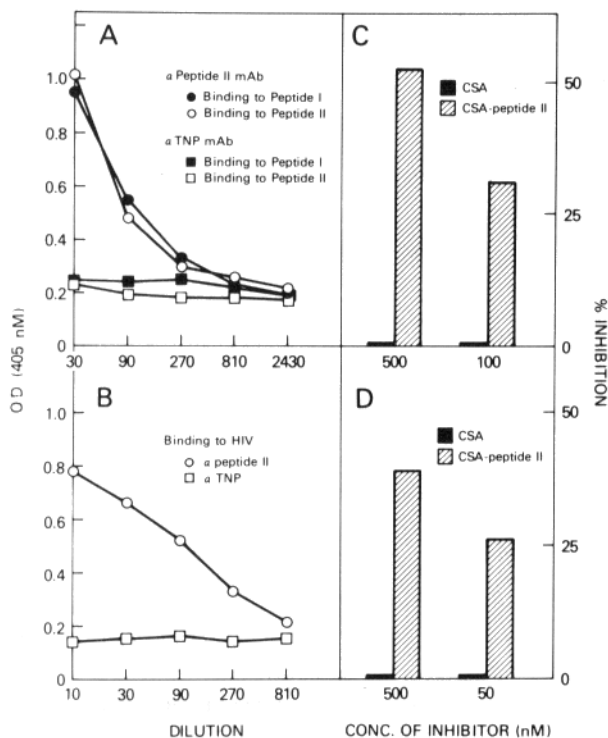 A
a Peptide II mAb
Binding to Peptide I
Binding to Peptide II
a TNP mAb
Binding to Peptide I
Binding to Peptide II
1.0
0.8
0.6
0.4
0.2
0
30 90 270 810 2430
C
CSA
CSA-peptide II
50
25
0
500 100
OD (405 nM)
% INHIBITION
B
Binding to HIV
a peptide II
a TNP
1.0
0.8
0.6
0.4
0.2
0
10 30 90 270 810
DILUTION
D
CSA
CSA-peptide II
50
25
0
500 50
CONC. OF INHIBITOR (nM)